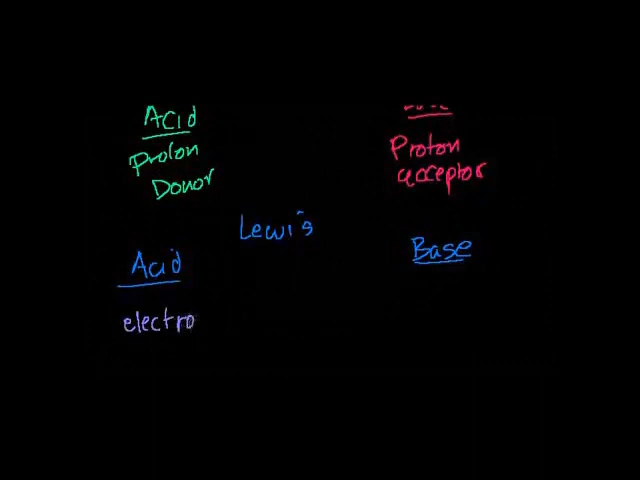 Acid
Proton
Donor
Proton
acceptor
Lewis
Acid
Base
electro